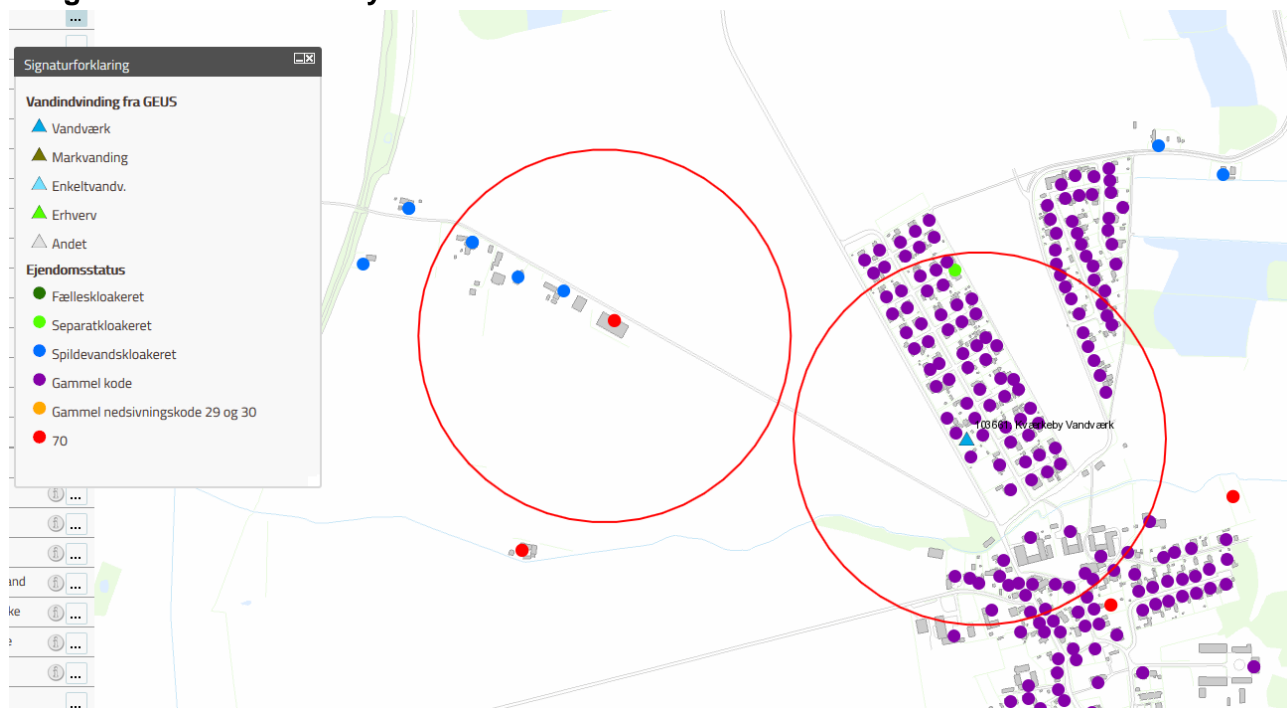 Signaturforklaring
Vandindvinding fra GEUS
Vandværk
Markvanding
Enkeltvandv.
Erhverv
Andet
Ejendomsstatus
Fælleskloakeret
Separatkloakeret
Spildevandskloakeret
Gammel kode
Gammel nedsivningskode 29 og 30
70
103661, Kværkeby Vandværk
and
ke
e